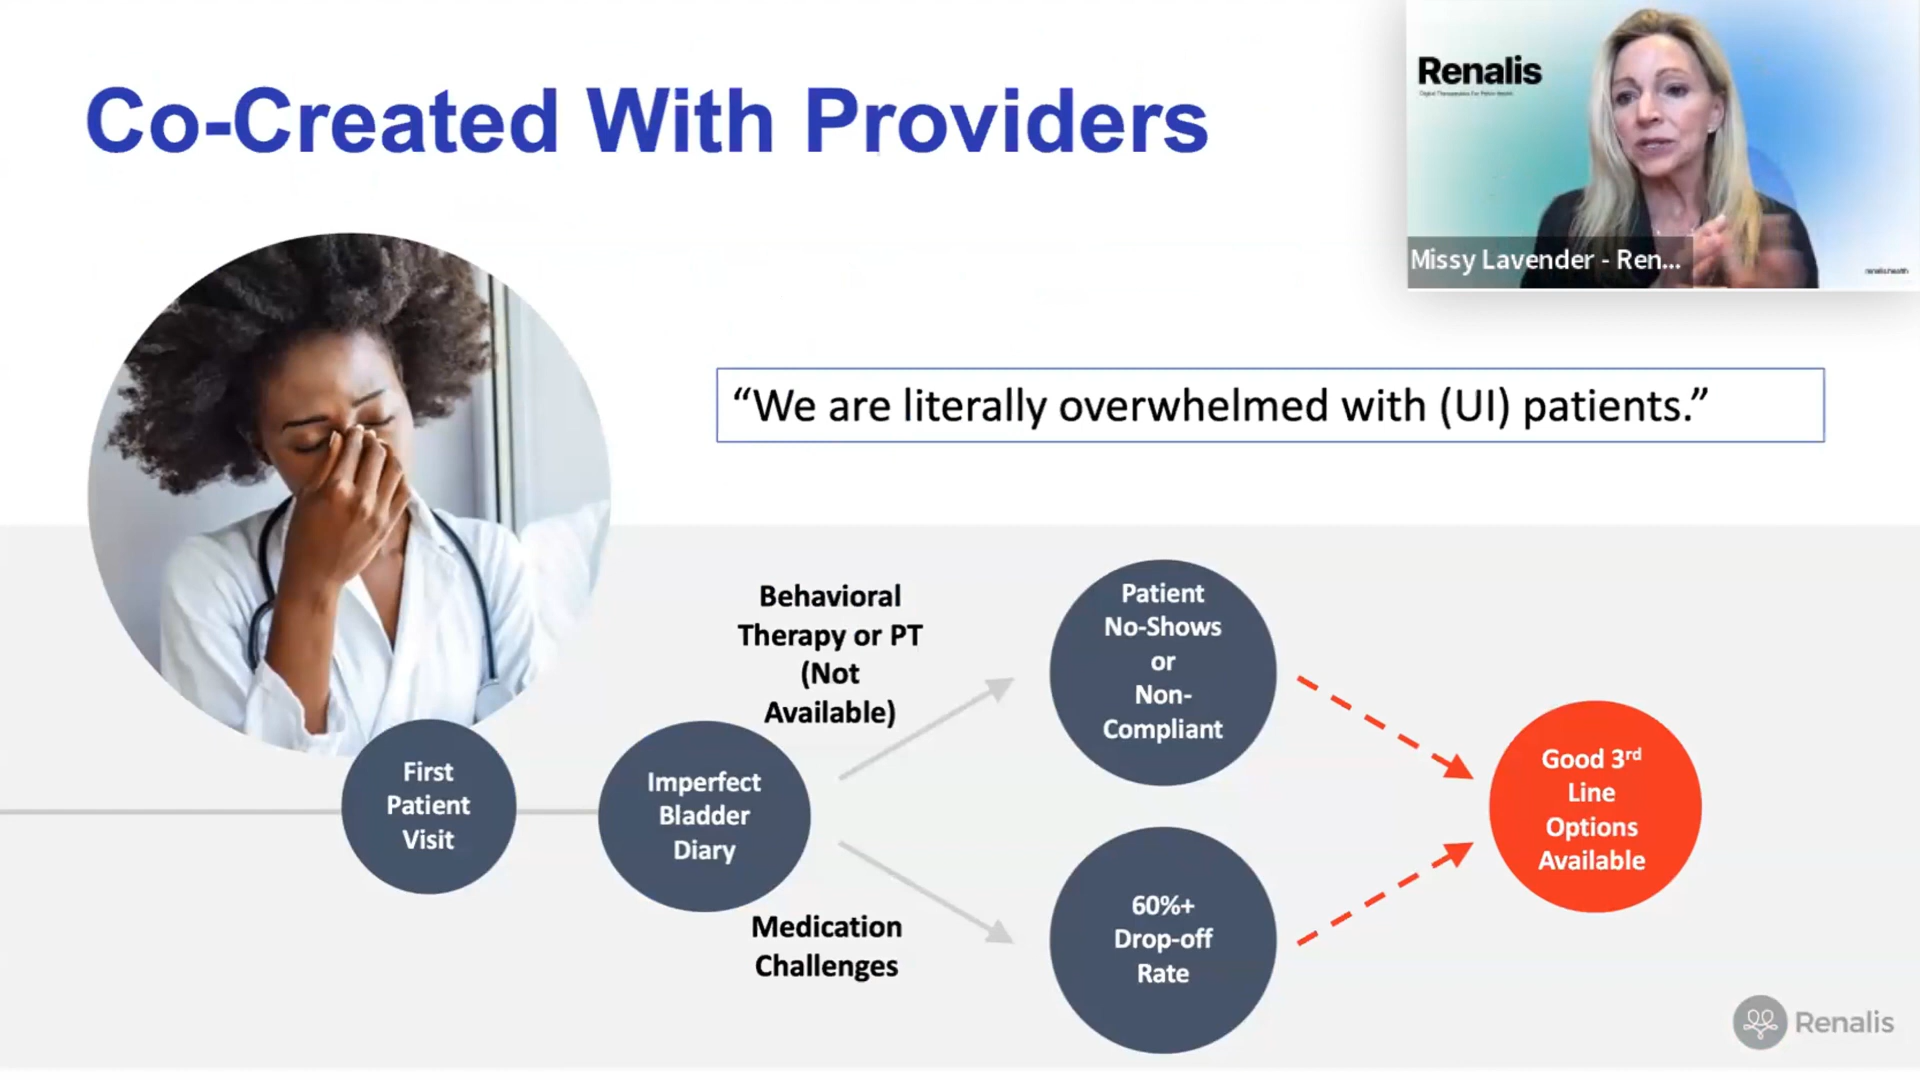 Co-Created With Providers
Renalis
Digital Therapeutics For Pelvic Health
Missy Lavender - Ren...
renalis.health
“We are literally overwhelmed with (UI) patients.”
Behavioral
Therapy or PT
(Not
Available)
Patient
No-Shows
or
Non-
Compliant
First
Patient
Visit
Imperfect
Bladder
Diary
Good 3rd
Line
Options
Available
Medication
Challenges
60%+
Drop-off
Rate
Renalis